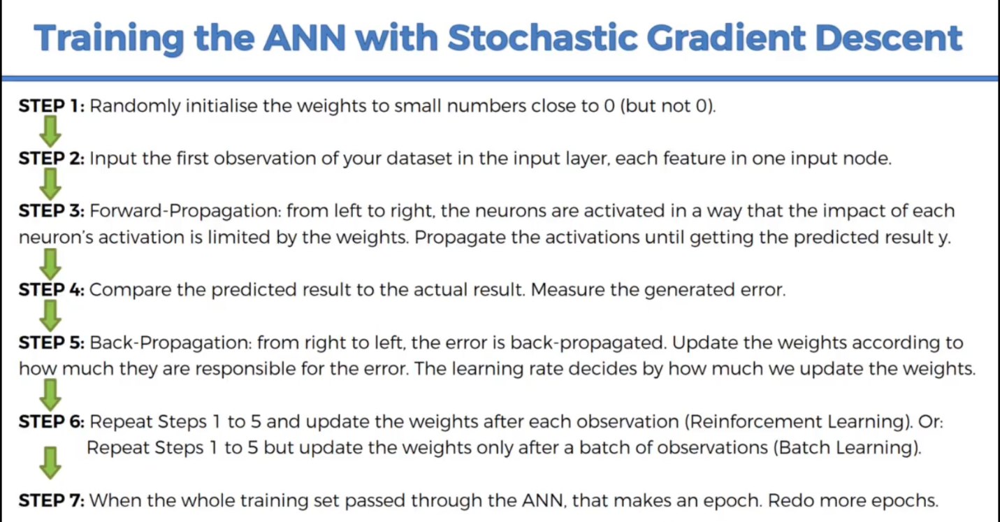 Training the ANN with Stochastic Gradient Descent
STEP 1: Randomly initialise the weights to small numbers close to 0 (but not 0).
STEP 2: Input the first observation of your dataset in the input layer, each feature in one input node.
STEP 3: Forward-Propagation: from left to right, the neurons are activated in a way that the impact of each
neuron's activation is limited by the weights. Propagate the activations until getting the predicted result y.
STEP 4: Compare the predicted result to the actual result. Measure the generated error.
STEP 5: Back-Propagation: from right to left, the error is back-propagated. Update the weights according to
how much they are responsible for the error. The learning rate decides by how much we update the weights.
STEP 6: Repeat Steps 1 to 5 and update the weights after each observation (Reinforcement Learning). Or:
Repeat Steps 1 to 5 but update the weights only after a batch of observations (Batch Learning).
STEP 7: When the whole training set passed through the ANN, that makes an epoch. Redo more epochs.